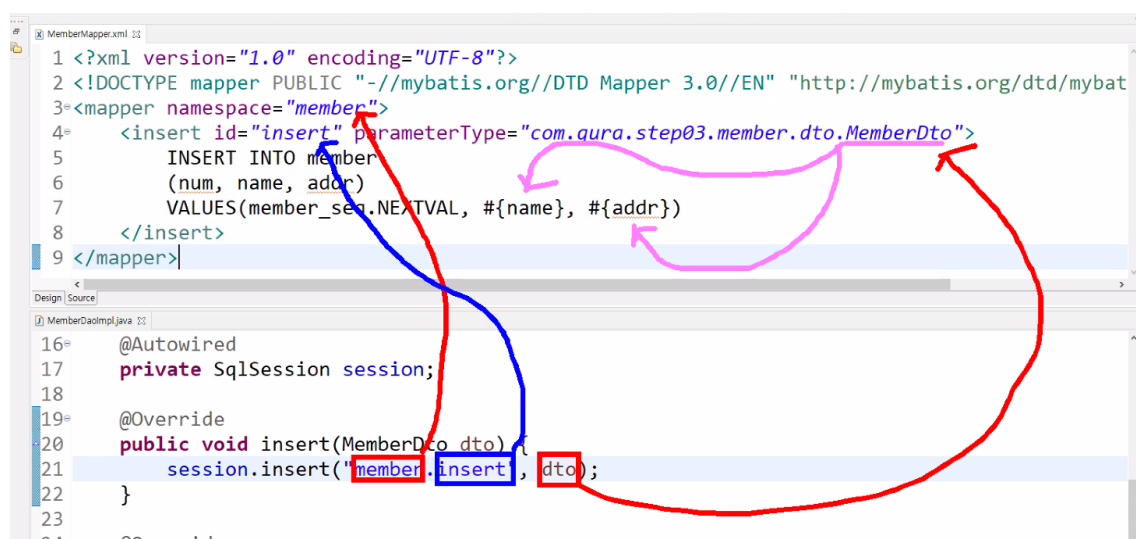 MemberMapper.xml
1 <?xml version="1.0" encoding="UTF-8"?>
2 <!DOCTYPE mapper PUBLIC "-//mybatis.org//DTD Mapper 3.0//EN" "http://mybatis.org/dtd/mybat
3 <mapper namespace="member">
4 <insert id="insert" parameterType="com.gura.step03.member.dto.MemberDto">
5 INSERT INTO member
6 (num, name, addr)
7 VALUES(member_seq.NEXTVAL, #{name}, #{addr})
8 </insert>
9 </mapper>
Design Source
MemberDaoImpl.java
16 @Autowired
17 private SqlSession session;
18
19 @Override
20 public void insert(MemberDto dto) {
21 session.insert("member.insert", dto);
22 }
23